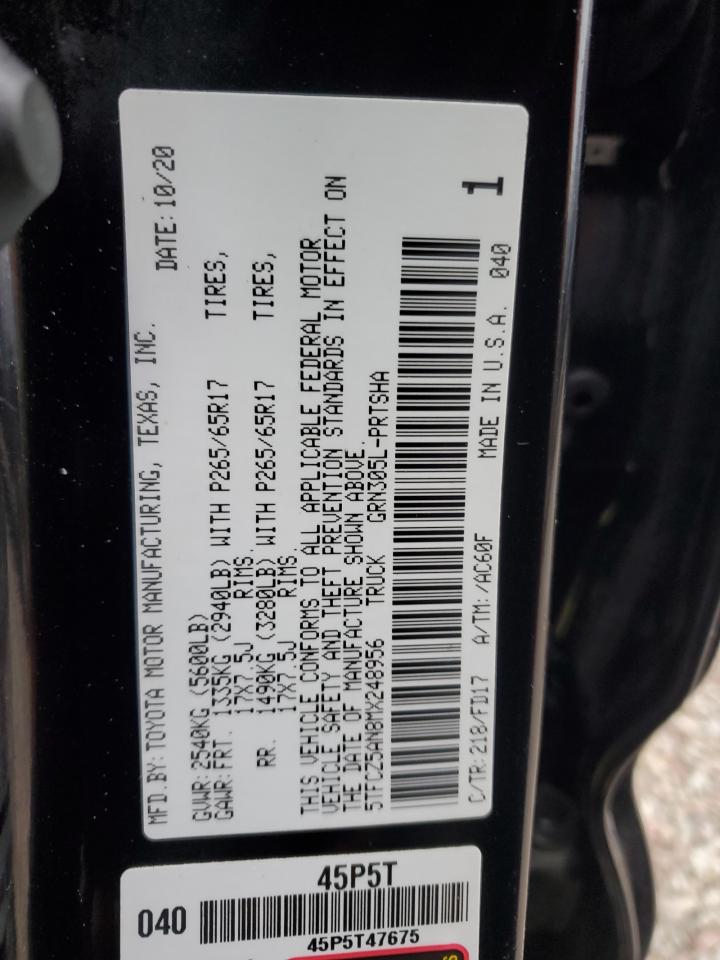 MFD.BY: TOYOTA MOTOR MANUFACTURING, TEXAS, INC. DATE: 10/20
GVWR: 2540KG (5600LB)
GAWR: FRT. 1335KG (2940LB) WITH P265/65R17 TIRES,
17X7.5J RIMS.
RR. 1490KG (3280LB) WITH P265/65R17 TIRES,
17X7.5J RIMS.
THIS VEHICLE CONFORMS TO ALL APPLICABLE FEDERAL MOTOR
VEHICLE SAFETY AND THEFT PREVENTION STANDARDS IN EFFECT ON
THE DATE OF MANUFACTURE SHOWN ABOVE.
5TFCZ5AN8MX248956 TRUCK GRN305L-PRTSHA
C/TR: 218/FD17 A/TM: /AC60F MADE IN U.S.A. 040
1
45P5T
040
45P5T47675